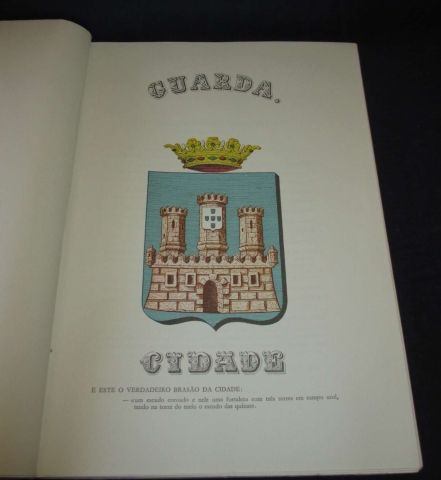 GUARDA,
CIDADE
É ESTE O VERDADEIRO BRASÃO DA CIDADE:
— «um escudo coroado e nele uma fortaleza com três torres em campo azul,
tendo na torre do meio o escudo das quinas».